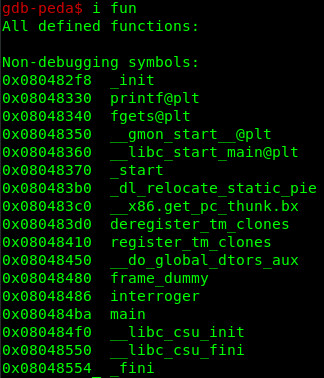 gdb-peda$ i fun
All defined functions:
Non-debugging symbols:
0x080482f8 _init
0x08048330 printf@plt
0x08048340 fgets@plt
0x08048350 __gmon_start__@plt
0x08048360 __libc_start_main@plt
0x08048370 _start
0x080483b0 _dl_relocate_static_pie
0x080483c0 __x86.get_pc_thunk.bx
0x080483d0 deregister_tm_clones
0x08048410 register_tm_clones
0x08048450 __do_global_dtors_aux
0x08048480 frame_dummy
0x08048486 interroger
0x080484ba main
0x080484f0 __libc_csu_init
0x08048550 __libc_csu_fini
0x08048554 _fini